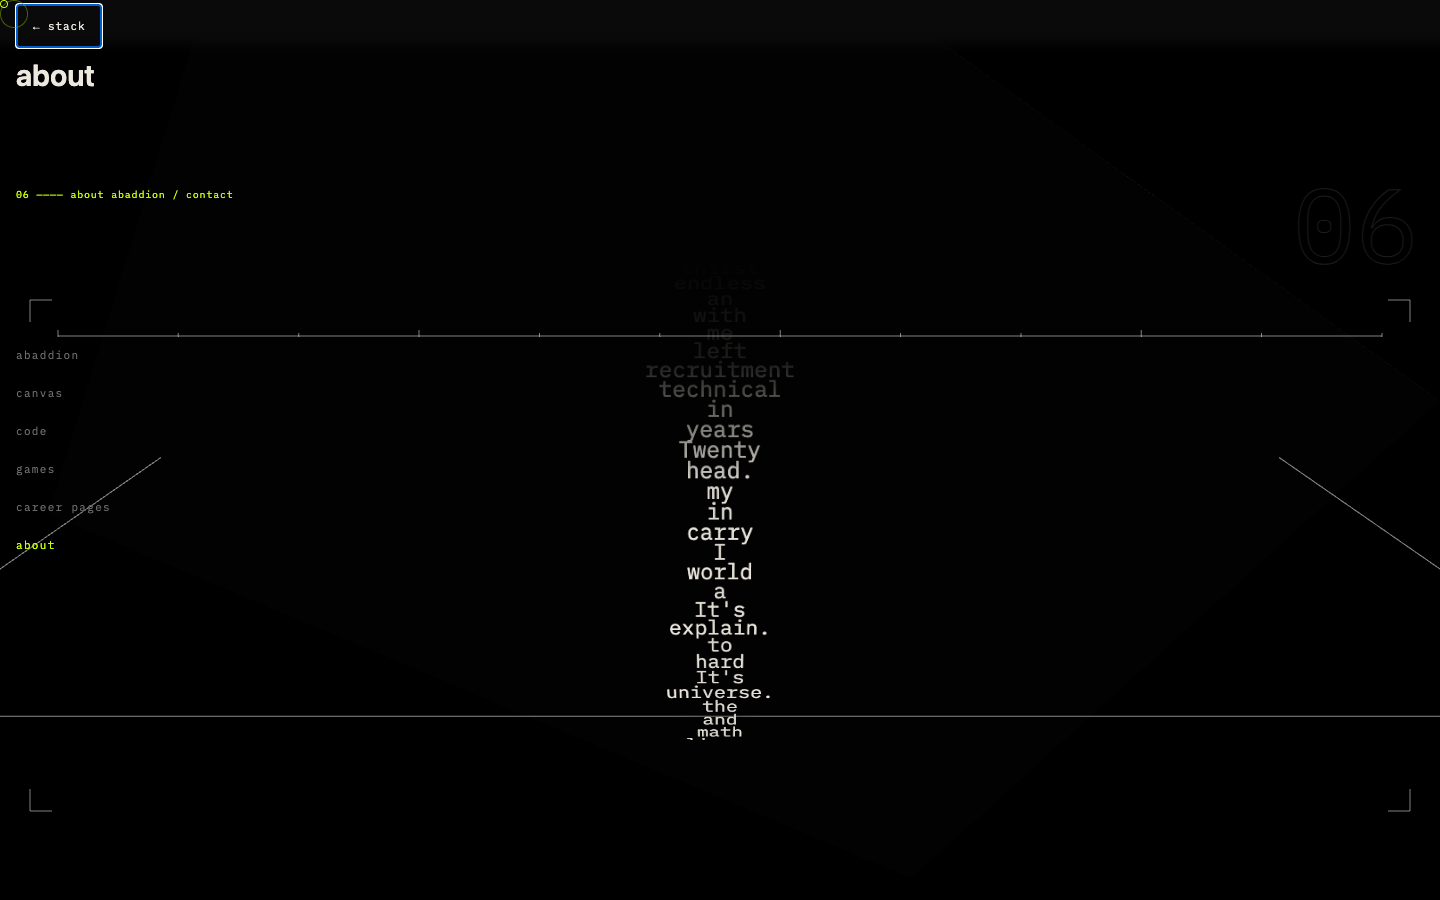 ← stack
about
06 —— about abaddion / contact
06
endless
an
with
me
left
recruitment
technical
in
years
Twenty
head.
my
in
carry
I
world
a
It's
explain.
to
hard
It's
universe.
the
and
math
abaddion
canvas
code
games
career pages
about